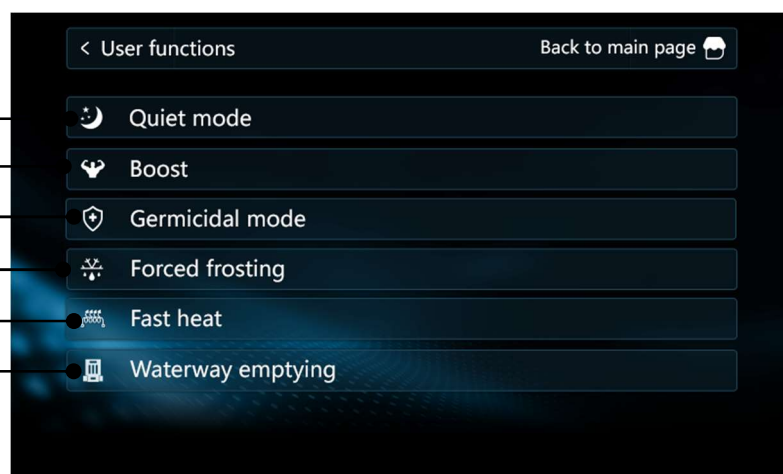 < User functions
Back to main page
Quiet mode
Boost
Germicidal mode
Forced frosting
Fast heat
Waterway emptying